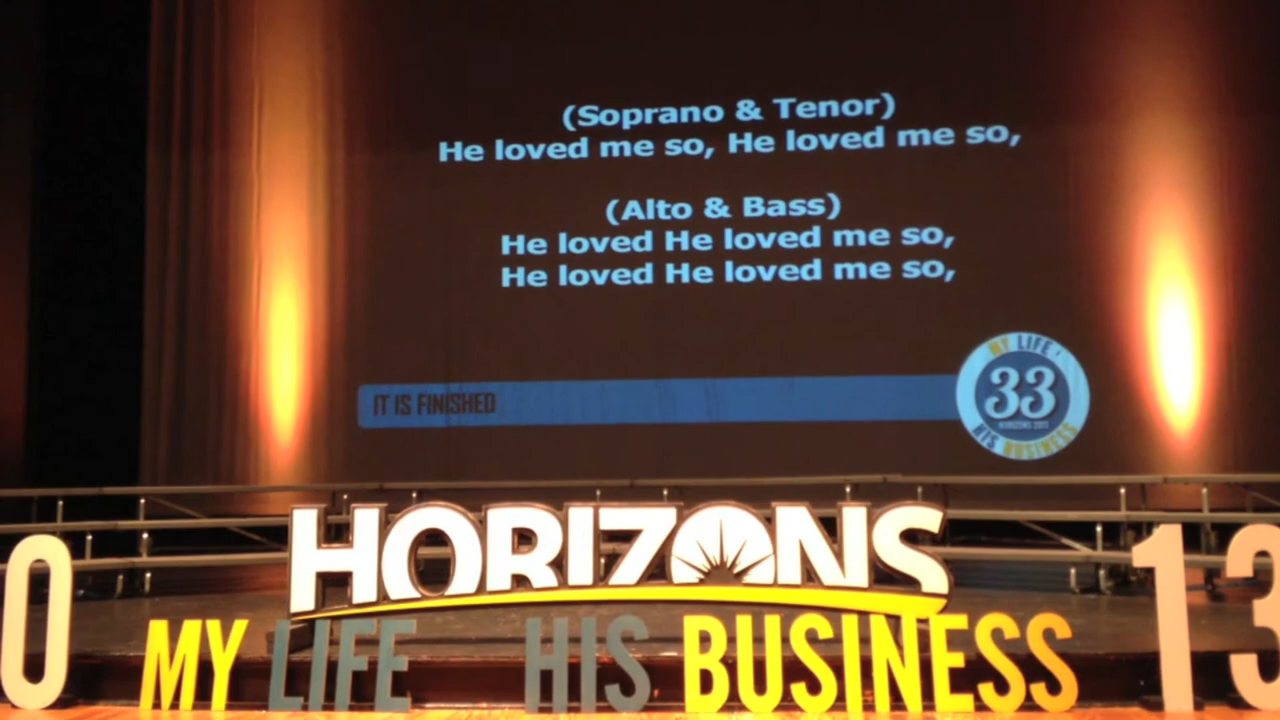 (Soprano & Tenor)
He loved me so, He loved me so,
(Alto & Bass)
He loved He loved me so,
He loved He loved me so,
IT IS FINISHED
MY LIFE
33
HORIZONS 2013
HIS BUSINESS
HORIZONS
0
13
MY LIFE HIS BUSINESS